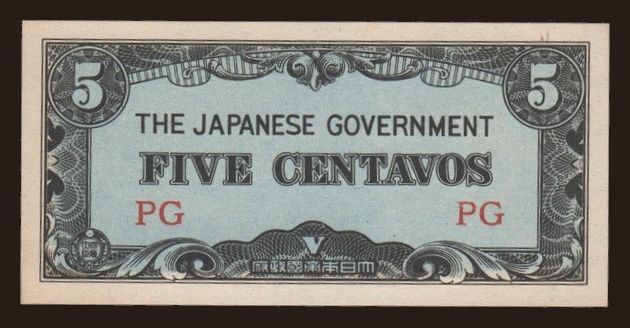 5 5
THE JAPANESE GOVERNMENT
FIVE CENTAVOS
PG PG
V
府政國帝本日大